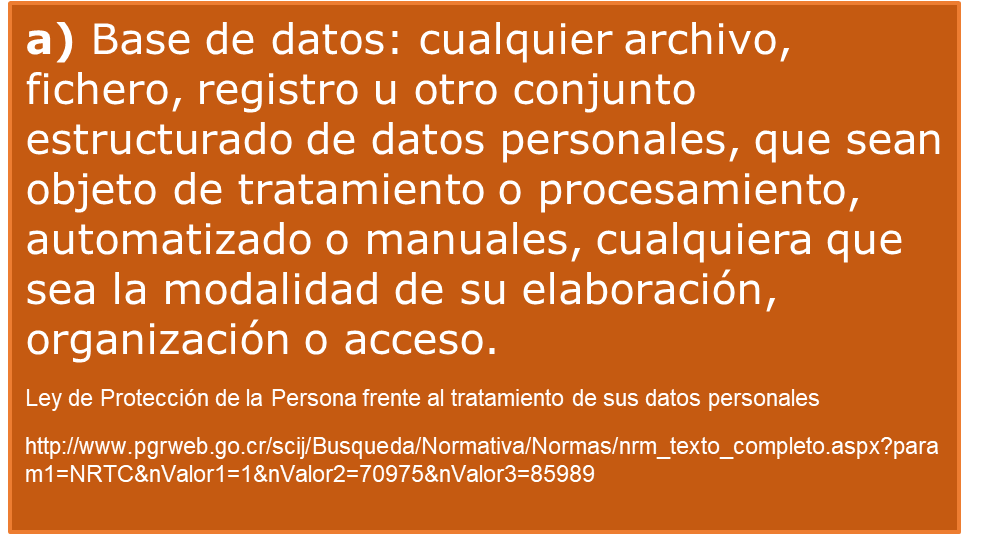 a) Base de datos: cualquier archivo,
fichero, registro u otro conjunto
estructurado de datos personales, que sean
objeto de tratamiento o procesamiento,
automatizado o manuales, cualquiera que
sea la modalidad de su elaboración,
organización o acceso.
Ley de Protección de la Persona frente al tratamiento de sus datos personales
http://www.pgrweb.go.cr/scij/Busqueda/Normativa/Normas/nrm_texto_completo.aspx?para
m1=NRTC&nValor1=1&nValor2=70975&nValor3=85989